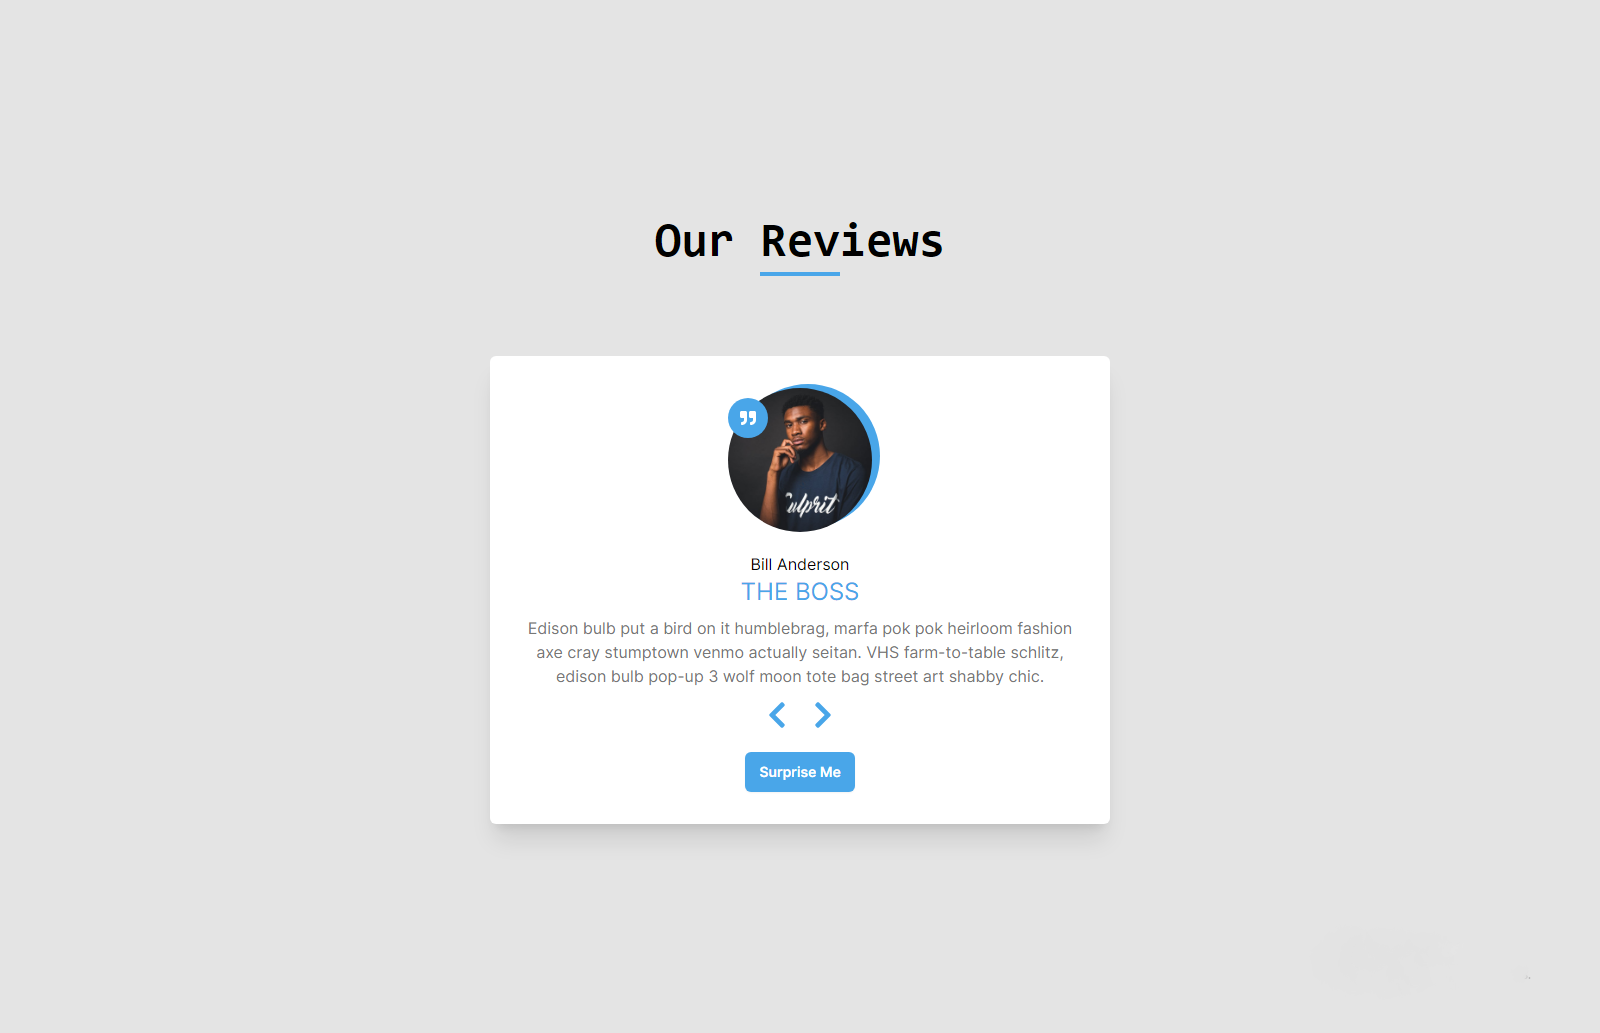 Our Reviews
Culprit
Bill Anderson
THE BOSS
Edison bulb put a bird on it humblebrag, marfa pok pok heirloom fashion
axe cray stumptown venmo actually seitan. VHS farm-to-table schlitz,
edison bulb pop-up 3 wolf moon tote bag street art shabby chic.
Surprise Me